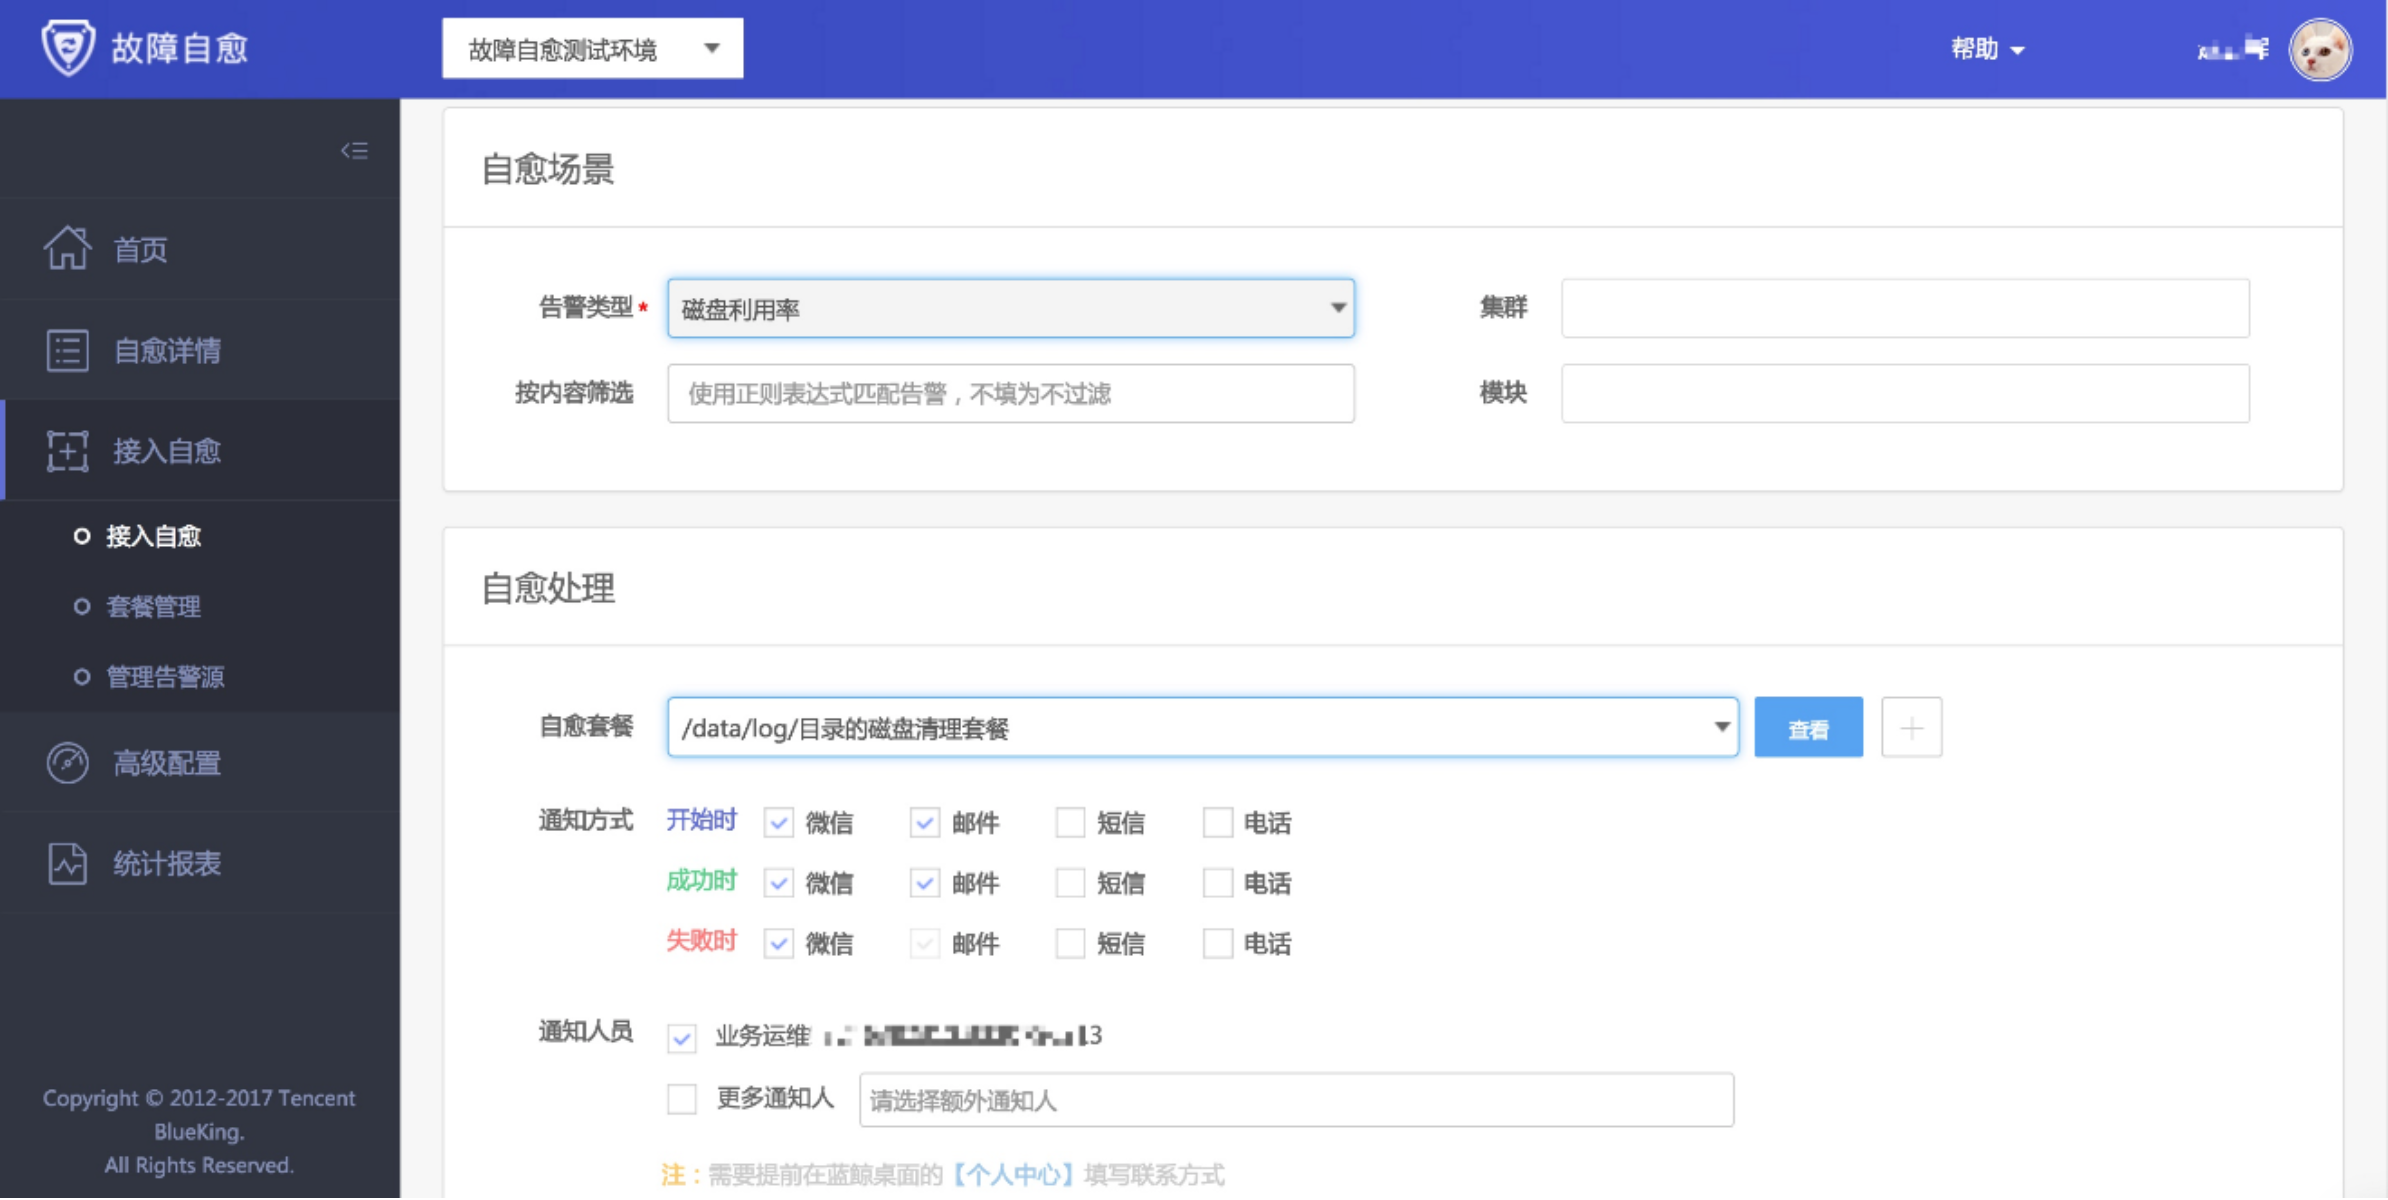 故障自愈
故障自愈测试环境
帮助
首页
自愈详情
接入自愈
接入自愈
套餐管理
管理告警源
高级配置
统计报表
Copyright © 2012-2017 Tencent
BlueKing.
All Rights Reserved.
自愈场景
告警类型* 磁盘利用率 集群
按内容筛选 使用正则表达式匹配告警，不填为不过滤 模块
自愈处理
自愈套餐 /data/log/目录的磁盘清理套餐 查看
通知方式 开始时 微信 邮件 短信 电话
成功时 微信 邮件 短信 电话
失败时 微信 邮件 短信 电话
通知人员 业务运维
更多通知人 请选择额外通知人
注：需要提前在蓝鲸桌面的【个人中心】填写联系方式